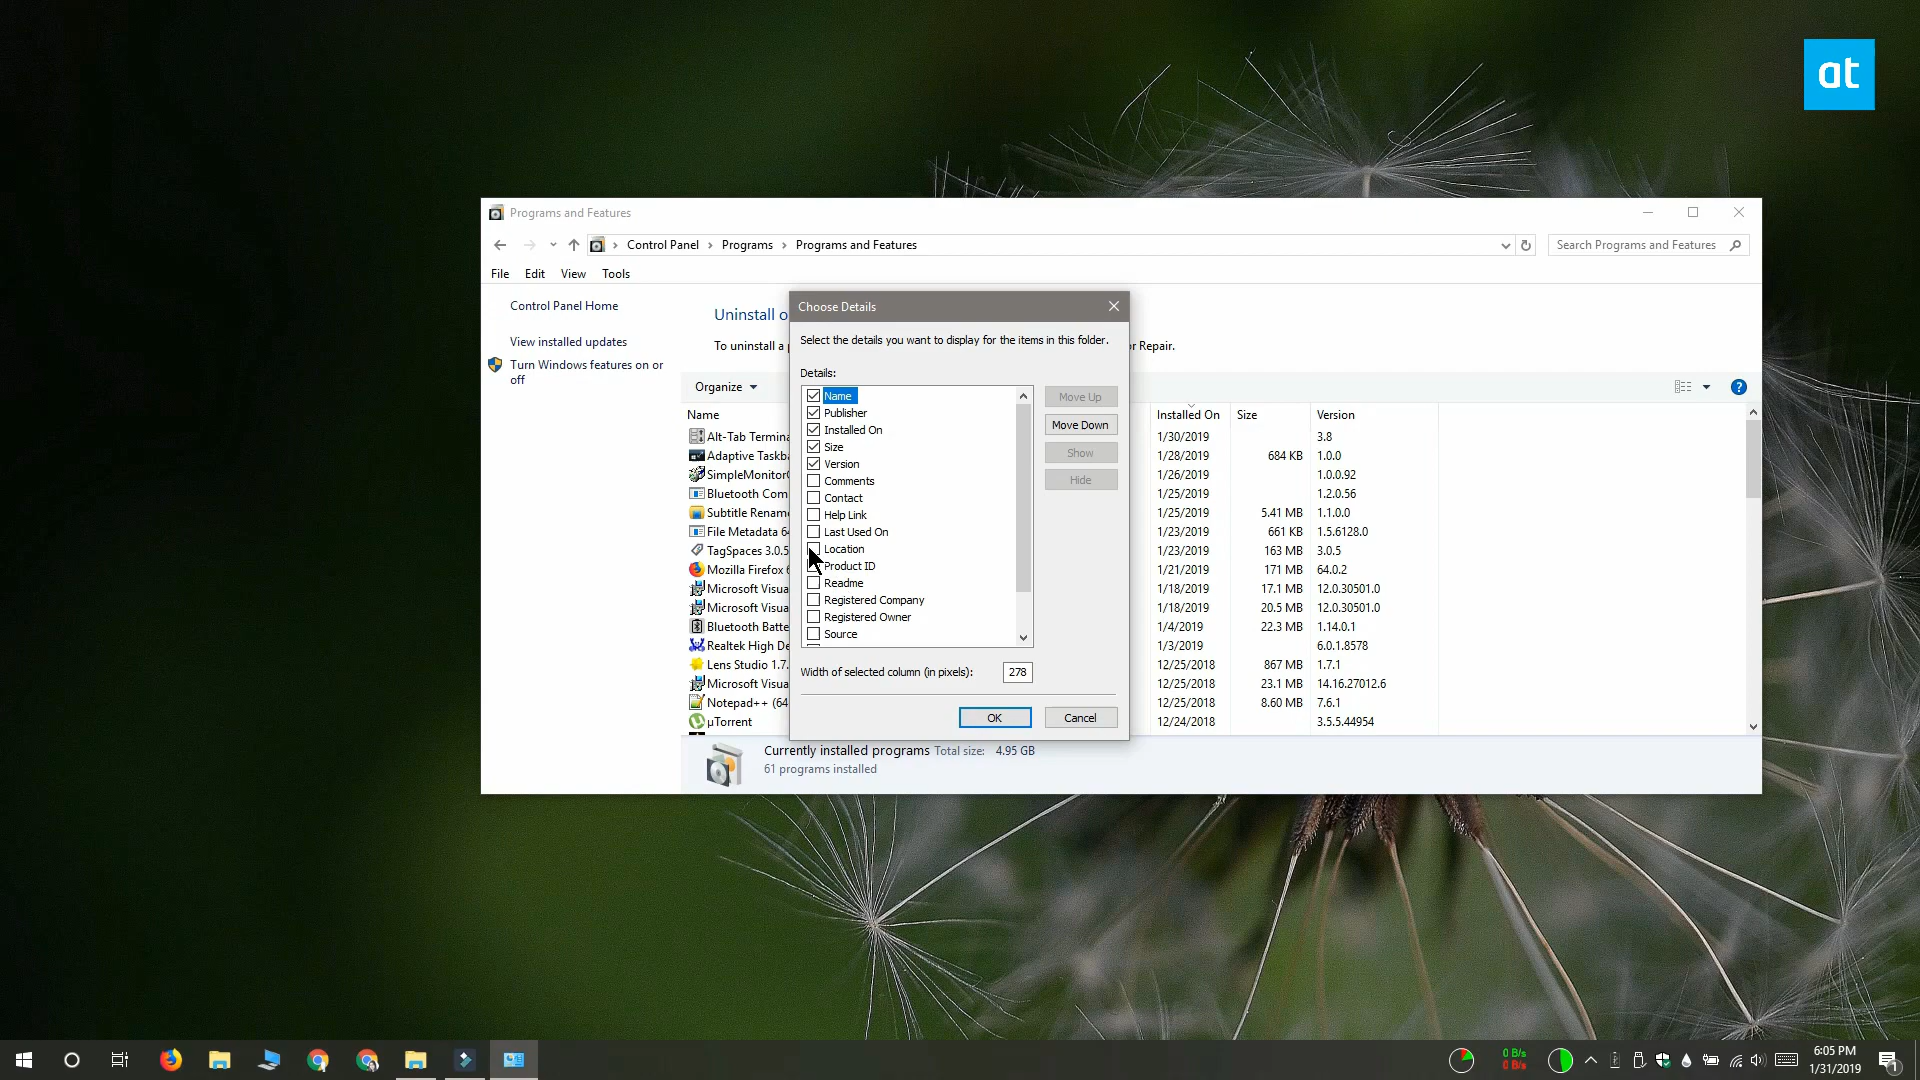 at
Programs and Features
Control Panel
Programs
Programs and Features
Search Programs and Features
File
Edit
View
Tools
Control Panel Home
View installed updates
Turn Windows features on or
off
Uninstall o
To uninstall a
or Repair.
Organize
Name
Installed On
Size
Version
Alt-Tab Termina
1/30/2019
3.8
Adaptive Taskba
1/28/2019
684 KB
1.0.0
SimpleMonitor
1/26/2019
1.0.0.92
Bluetooth Com
1/25/2019
1.2.0.56
Subtitle Rename
1/25/2019
5.41 MB
1.1.0.0
File Metadata 64
1/23/2019
661 KB
1.5.6128.0
TagSpaces 3.0.5
1/23/2019
163 MB
3.0.5
Mozilla Firefox 6
1/21/2019
171 MB
64.0.2
Microsoft Visua
1/18/2019
17.1 MB
12.0.30501.0
Microsoft Visua
1/18/2019
20.5 MB
12.0.30501.0
Bluetooth Batte
1/4/2019
22.3 MB
1.14.0.1
Realtek High De
1/3/2019
6.0.1.8578
Lens Studio 1.7.
12/25/2018
867 MB
1.7.1
Microsoft Visua
12/25/2018
23.1 MB
14.16.27012.6
Notepad++ (64
12/25/2018
8.60 MB
7.6.1
µTorrent
12/24/2018
3.5.5.44954
Currently installed programs Total size: 4.95 GB
61 programs installed
Choose Details
Select the details you want to display for the items in this folder.
Details:
Name
Publisher
Installed On
Size
Version
Comments
Contact
Help Link
Last Used On
Location
Product ID
Readme
Registered Company
Registered Owner
Source
Move Up
Move Down
Show
Hide
Width of selected column (in pixels): 278
OK
Cancel
0 B/s
0 B/s
6:05 PM
1/31/2019
1